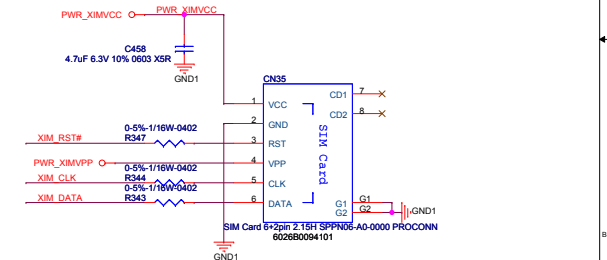 PWR_XIMVCC
PWR_XIMVCC
C458
4.7uF 6.3V 10% 0603 X5R
GND1
CN35
1 VCC
2 GND
3 RST
4 VPP
5 CLK
6 DATA
CD1 7
CD2 8
SIM Card
G1 G1
G2 G2
GND1
XIM_RST#
0-5%-1/16W-0402
R347
PWR_XIMVPP
0-5%-1/16W-0402
XIM_CLK
R344
0-5%-1/16W-0402
XIM_DATA
R343
SIM Card 6+2pin 2.15H SPPN06-A0-0000 PROCONN
6026B0094101
GND1
B